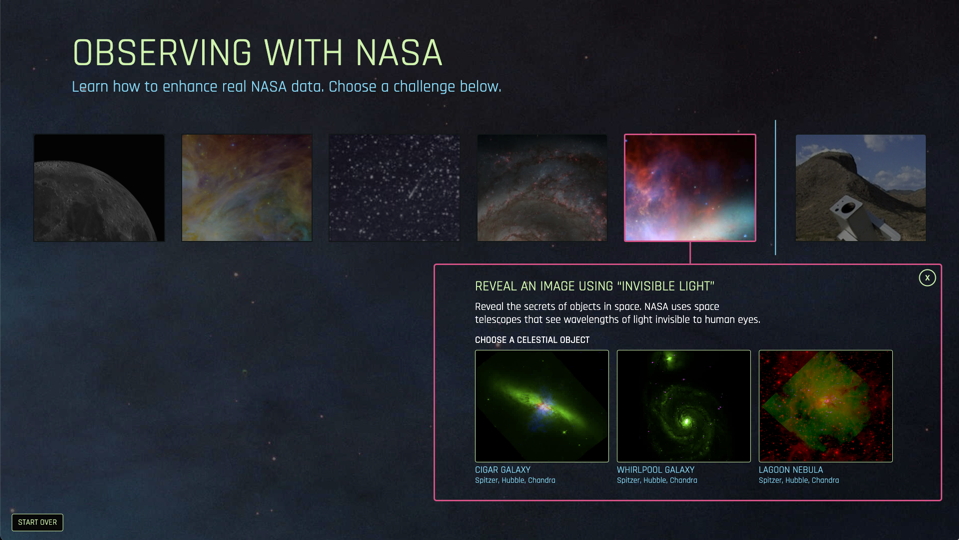 OBSERVING WITH NASA
Learn how to enhance real NASA data. Choose a challenge below.
REVEAL AN IMAGE USING “INVISIBLE LIGHT”
X
Reveal the secrets of objects in space. NASA uses space
telescopes that see wavelengths of light invisible to human eyes.
CHOOSE A CELESTIAL OBJECT
CIGAR GALAXY
Spitzer, Hubble, Chandra
WHIRLPOOL GALAXY
Spitzer, Hubble, Chandra
LAGOON NEBULA
Spitzer, Hubble, Chandra
START OVER